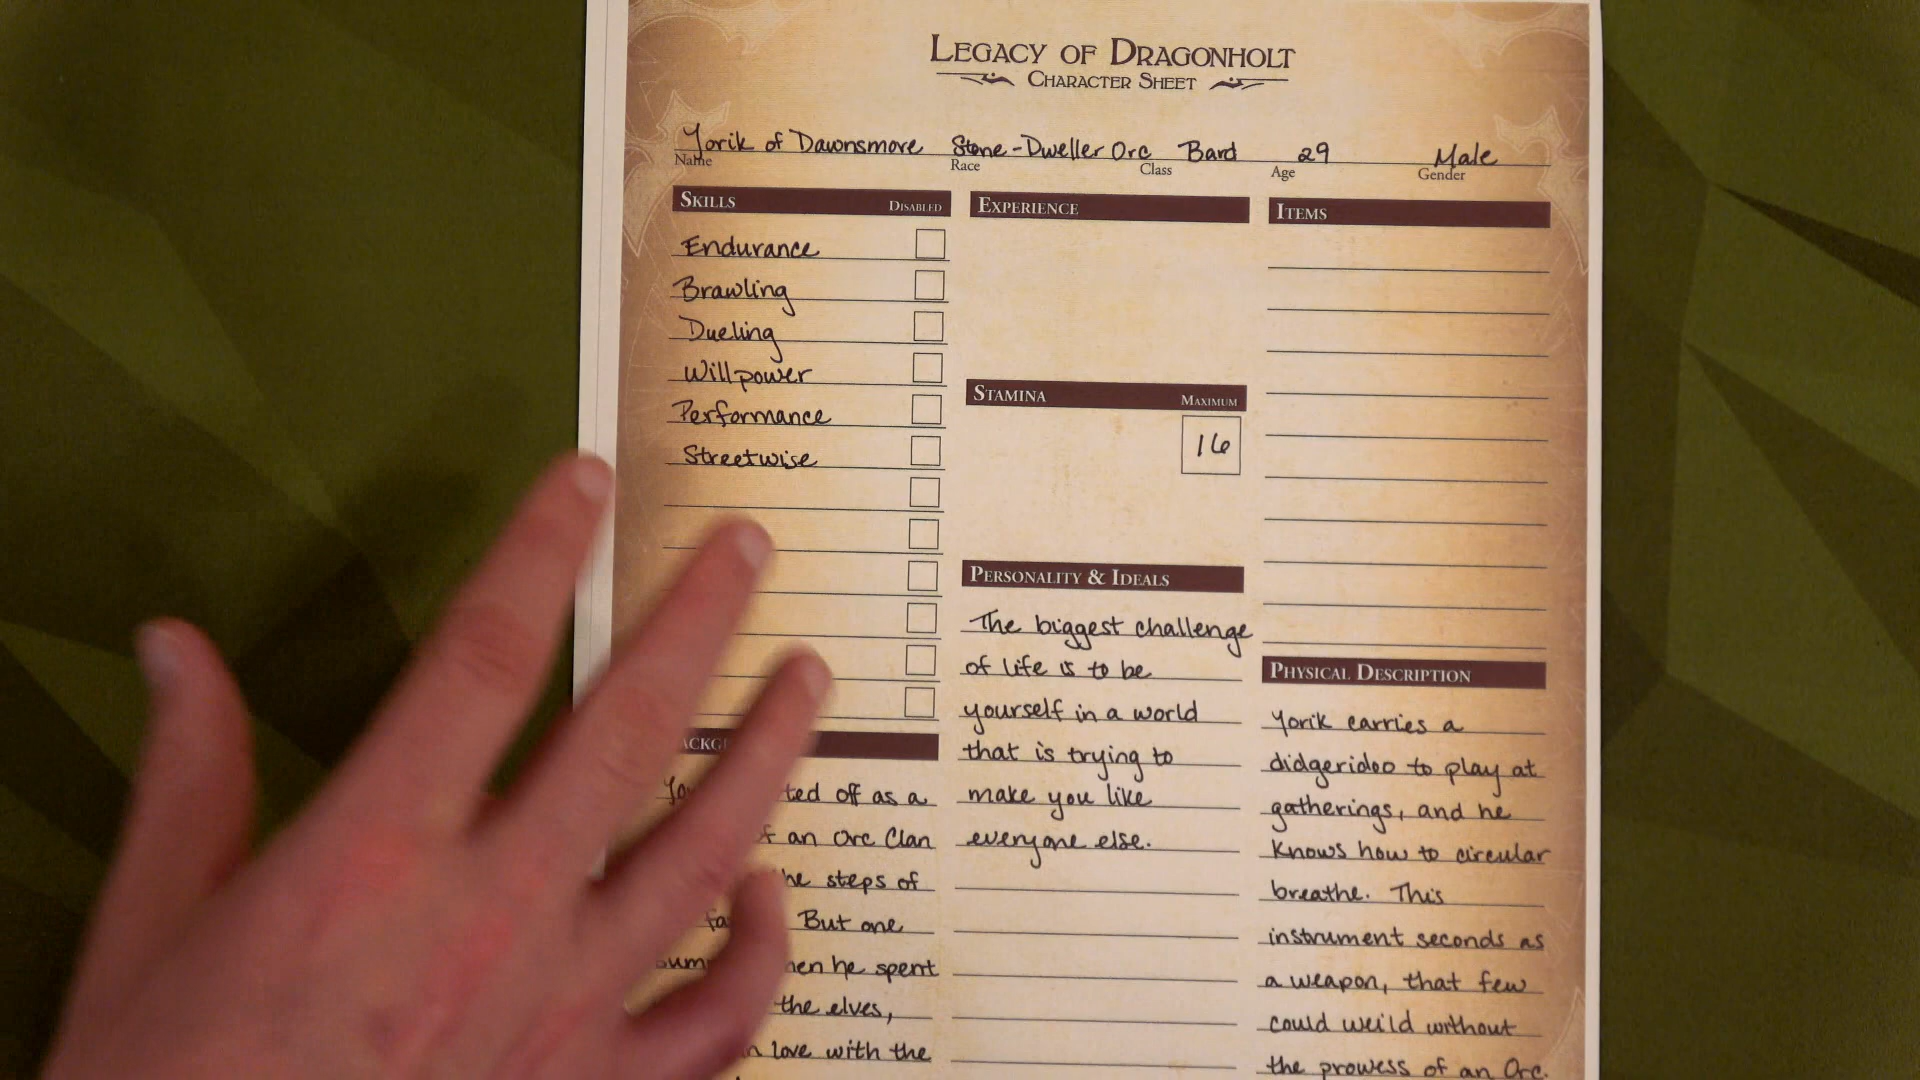 LEGACY OF DRAGONHOLT
CHARACTER SHEET
Yorik of Dawnsmore Stone-Dweller Orc Bard 29 Male
Name Race Class Age Gender
SKILLS DISABLED
Endurance
Brawling
Dueling
Willpower
Performance
Streetwise
EXPERIENCE
STAMINA MAXIMUM
16
PERSONALITY & IDEALS
The biggest challenge
of life is to be
yourself in a world
that is trying to
make you like
everyone else.
ITEMS
PHYSICAL DESCRIPTION
Yorik carries a
didgeridoo to play at
gatherings, and he
knows how to circular
breathe. This
instrument seconds as
a weapon, that few
could weild without
the prowess of an Orc.
off as a
an Orc Clan
steps of
But one
he spent
the elves,
love with the